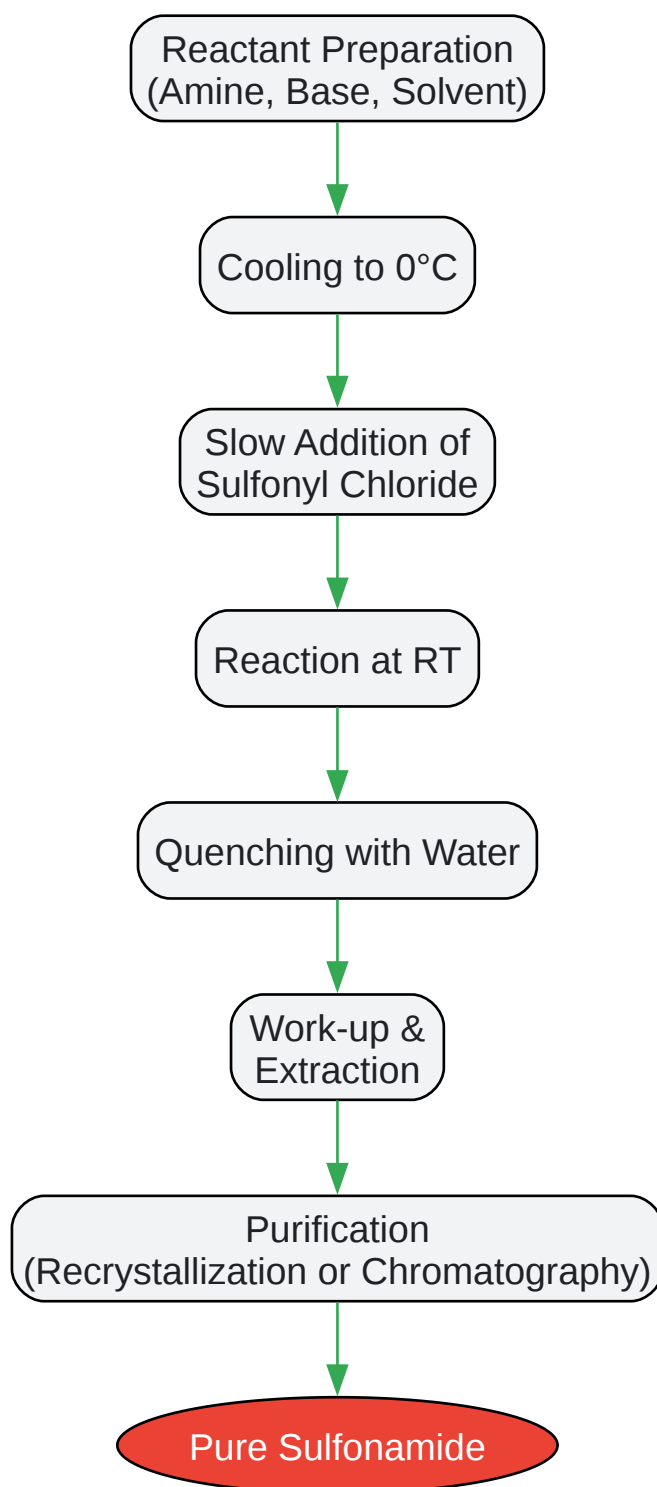 Reactant Preparation
(Amine, Base, Solvent)
Cooling to 0°C
Slow Addition of
Sulfonyl Chloride
Reaction at RT
Quenching with Water
Work-up &
Extraction
Purification
(Recrystallization or Chromatography)
Pure Sulfonamide